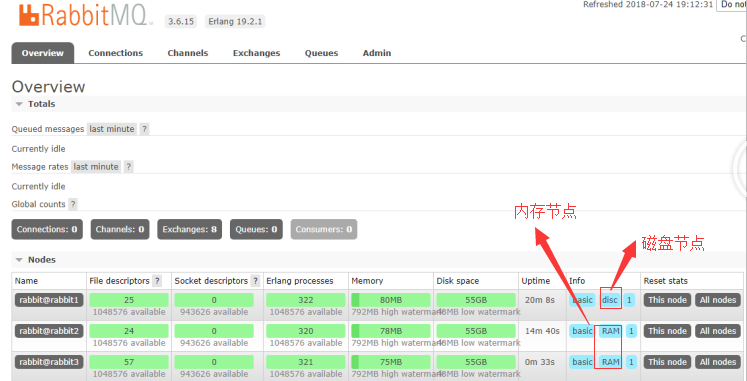 RabbitMQ 3.6.15 Erlang 19.2.1
Refreshed 2018-07-24 19:12:31 Do not
Overview Connections Channels Exchanges Queues Admin
Overview
Totals
Queued messages last minute ?
Currently idle
Message rates last minute ?
Currently idle
Global counts ?
内存节点
Connections: 0 Channels: 0 Exchanges: 8 Queues: 0 Consumers: 0
磁盘节点
Nodes
Name File descriptors ? Socket descriptors ? Erlang processes Memory Disk space Uptime Info Reset stats
rabbit@rabbit1 25 0 322 80MB 55GB 20m 8s basic disc 1 This node All nodes
1048576 available 943626 available 1048576 available 792MB high watermark 48MB low watermark
rabbit@rabbit2 24 0 320 78MB 55GB 14m 40s basic RAM 1 This node All nodes
1048576 available 943626 available 1048576 available 792MB high watermark 48MB low watermark
rabbit@rabbit3 57 0 321 75MB 55GB 0m 33s basic RAM 1 This node All nodes
1048576 available 943626 available 1048576 available 792MB high watermark 48MB low watermark